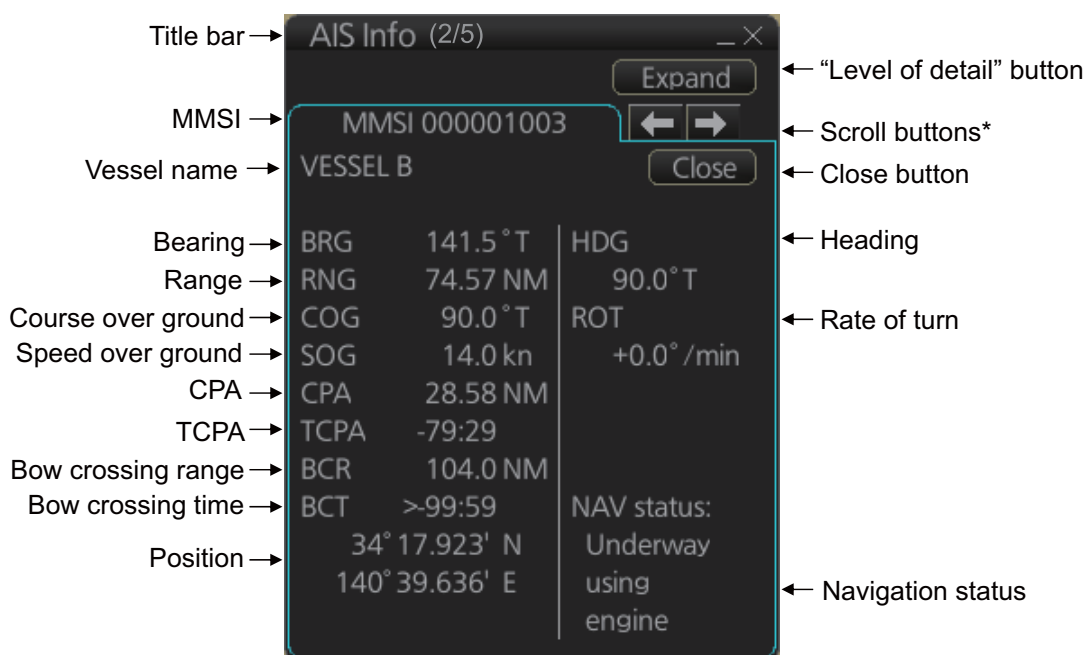 Title bar AIS Info (2/5)
Expand “Level of detail” button
MMSI MMSI 000001003 Scroll buttons*
Vessel name VESSEL B Close Close button
Bearing BRG 141.5°T HDG Heading
Range RNG 74.57 NM 90.0°T
Course over ground COG 90.0°T ROT Rate of turn
Speed over ground SOG 14.0 kn +0.0°/min
CPA CPA 28.58 NM
TCPA TCPA -79:29
Bow crossing range BCR 104.0 NM
Bow crossing time BCT >-99:59 NAV status:
Position 34°17.923' N Underway
140°39.636' E using Navigation status
engine